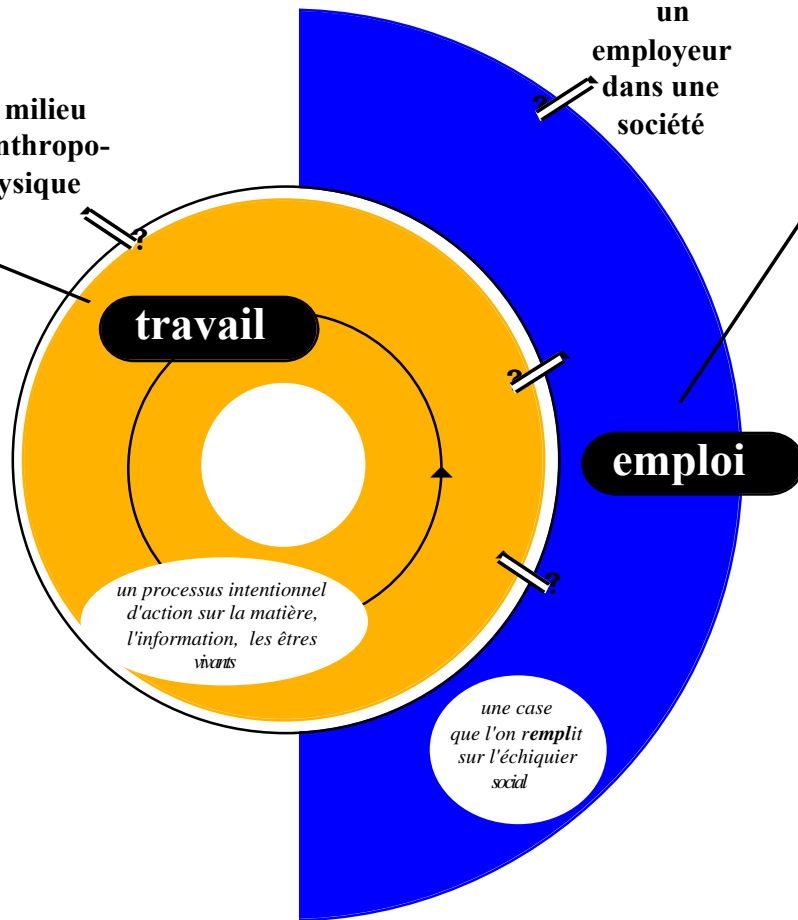 un
employeur
dans une
société
milieu
nthropo-
ysique
?
?
travail
?
emploi
?
un processus intentionnel
d'action sur la matière,
l'information, les êtres
vivants
une case
que l'on remplit
sur l'échiquier
social